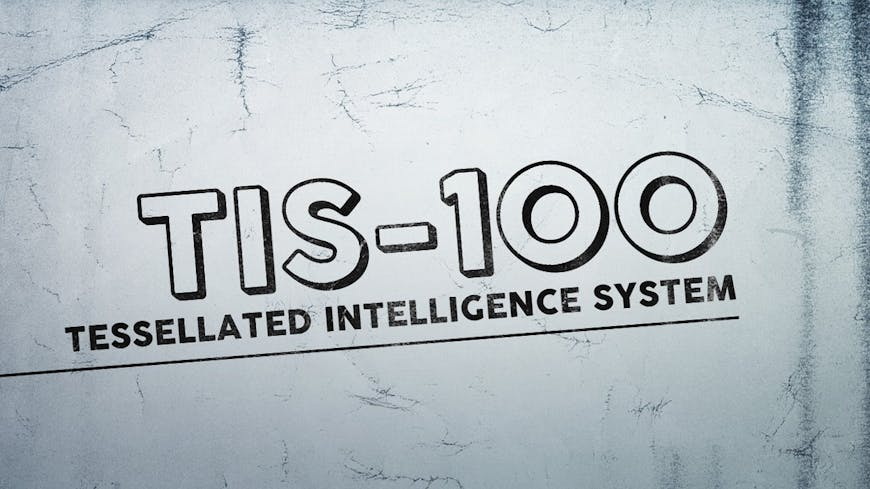 TIS-100
TESSELLATED INTELLIGENCE SYSTEM